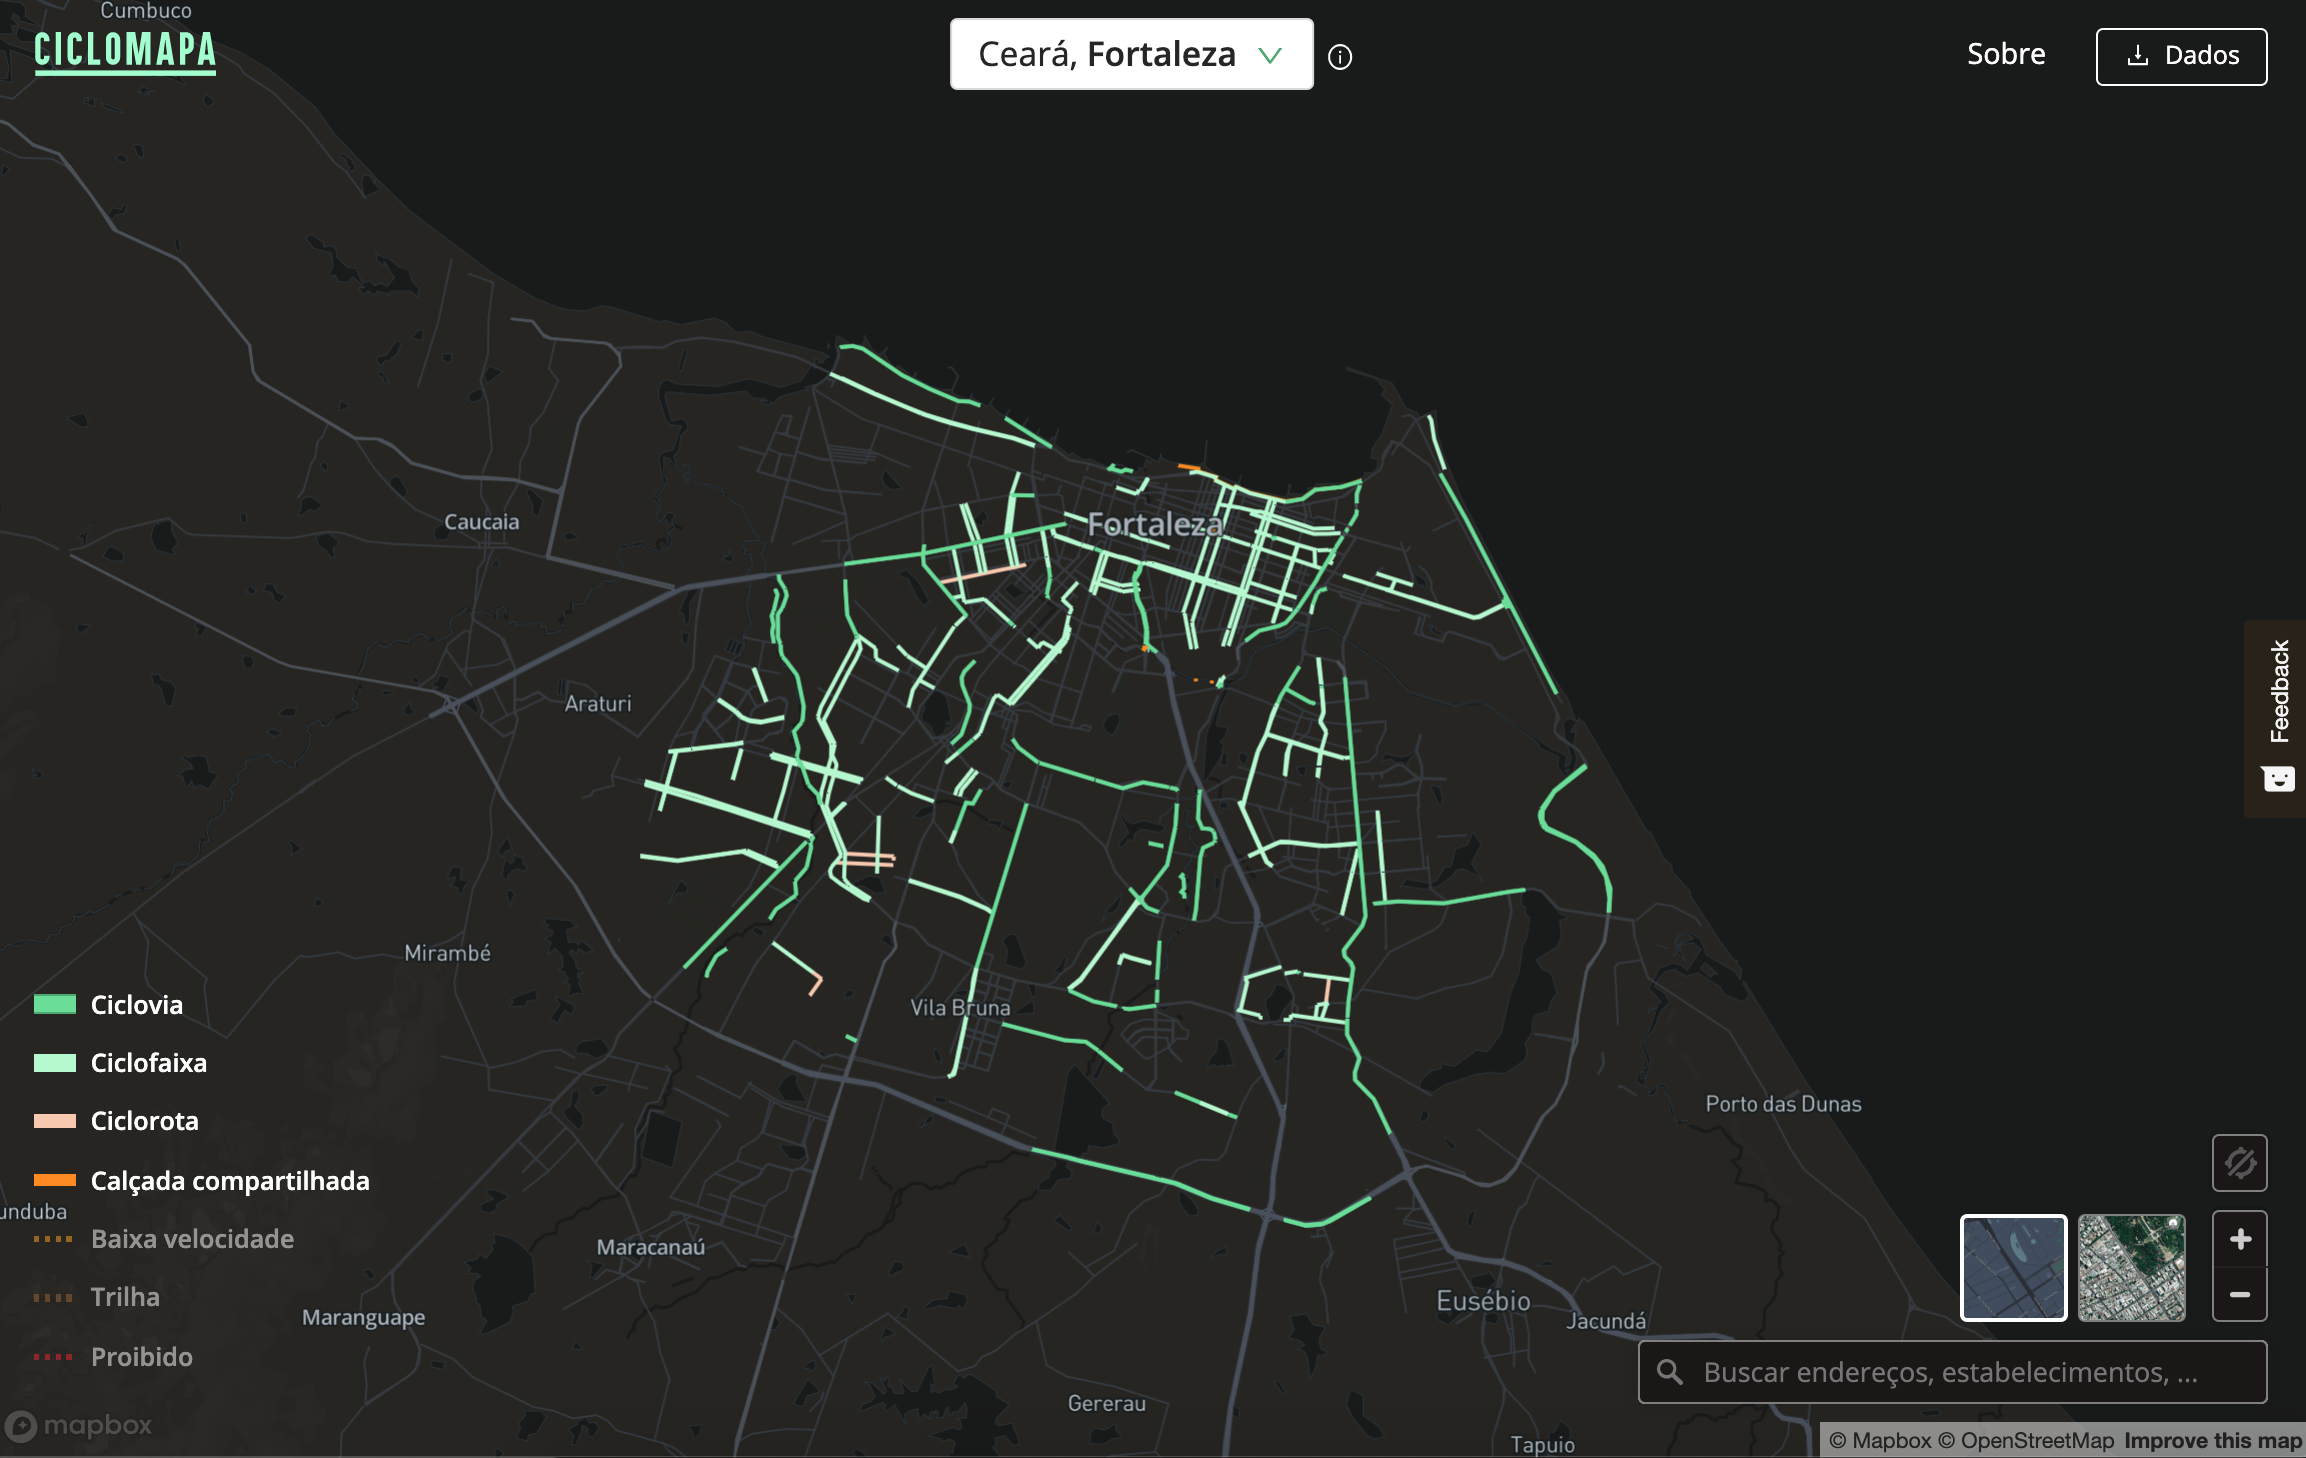 Cumbuco
CICLOMAPA
Ceará, Fortaleza
Sobre
Dados
Fortaleza
Caucaia
Araturi
Feedback
Mirambé
Vila Bruna
Ciclovia
Ciclofaixa
Ciclorota
Calçada compartilhada
Baixa velocidade
Trilha
Proibido
Porto das Dunas
unduba
Maracanaú
Maranguape
Eusébio
Jacundá
Buscar endereços, estabelecimentos, ...
Gererau
Tapuio
mapbox
© Mapbox © OpenStreetMap Improve this map